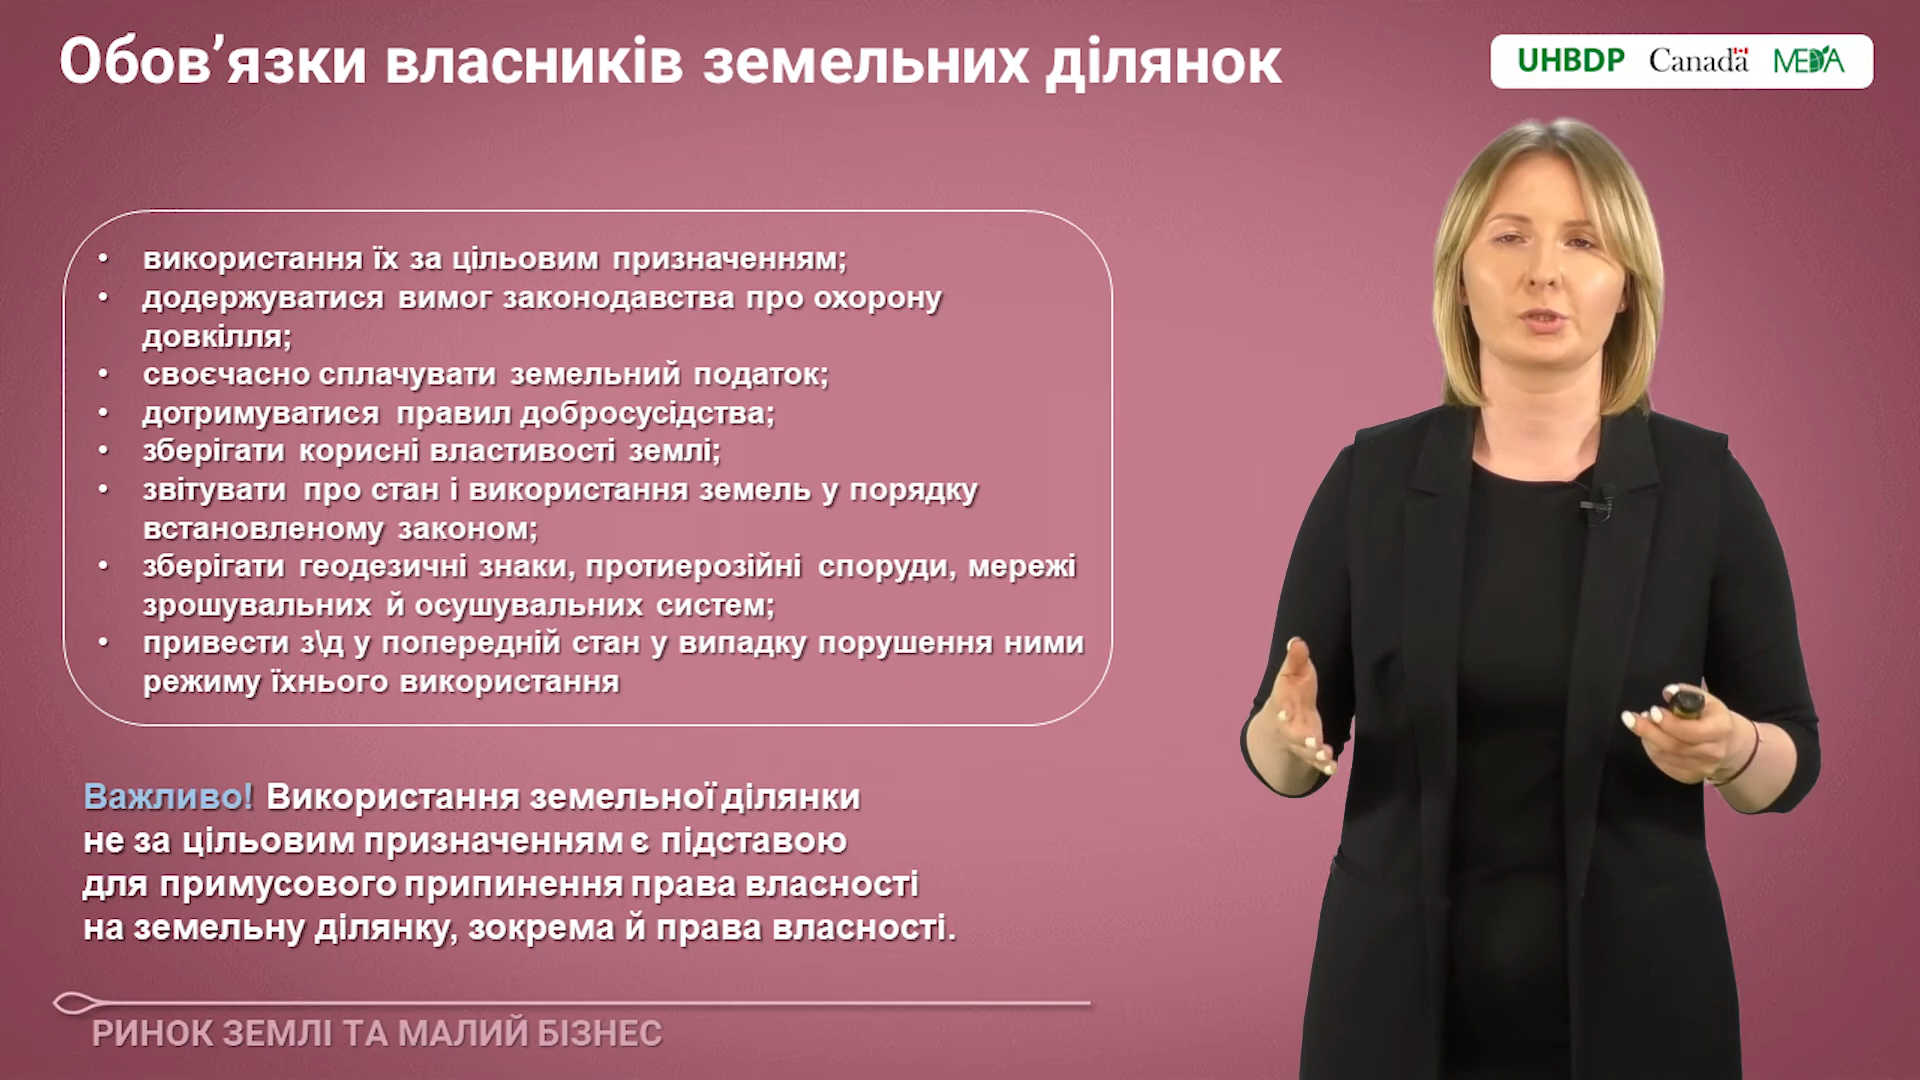 Обов’язки власників земельних ділянок
UHBDP Canada MEDA
• використання їх за цільовим призначенням;
• додержуватися вимог законодавства про охорону
довкілля;
• своєчасно сплачувати земельний податок;
• дотримуватися правил добросусідства;
• зберігати корисні властивості землі;
• звітувати про стан і використання земель у порядку
встановленому законом;
• зберігати геодезичні знаки, протиерозійні споруди, мережі
зрошувальних й осушувальних систем;
• привести з\д у попередній стан у випадку порушення ними
режиму їхнього використання
Важливо! Використання земельної ділянки
не за цільовим призначенням є підставою
для примусового припинення права власності
на земельну ділянку, зокрема й права власності.
РИНОК ЗЕМЛІ ТА МАЛИЙ БІЗНЕС